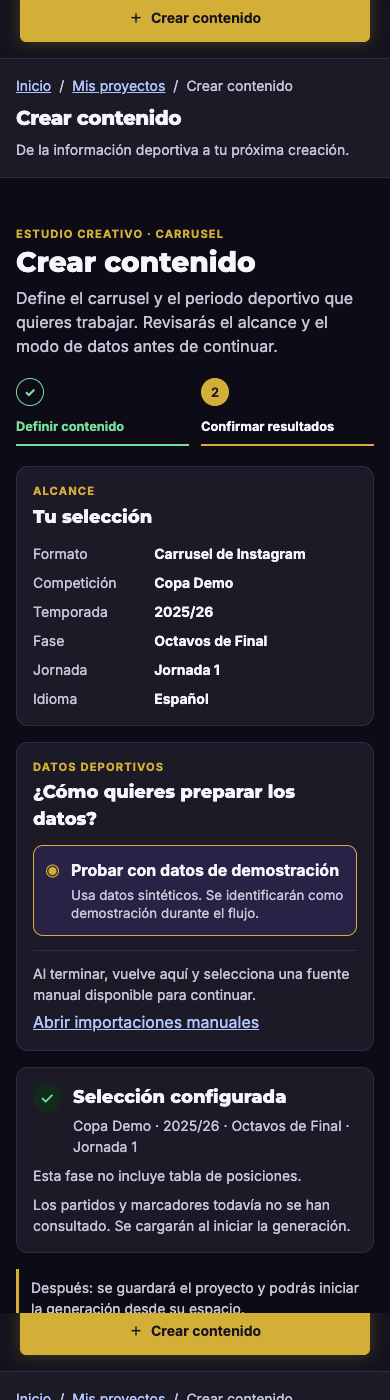 + Crear contenido
Inicio / Mis proyectos / Crear contenido
Crear contenido
De la información deportiva a tu próxima creación.
ESTUDIO CREATIVO · CARRUSEL
Crear contenido
Define el carrusel y el periodo deportivo que
quieres trabajar. Revisarás el alcance y el
modo de datos antes de continuar.
2
Definir contenido
Confirmar resultados
ALCANCE
Tu selección
Formato Carrusel de Instagram
Competición Copa Demo
Temporada 2025/26
Fase Octavos de Final
Jornada Jornada 1
Idioma Español
DATOS DEPORTIVOS
¿Cómo quieres preparar los
datos?
Probar con datos de demostración
Usa datos sintéticos. Se identificarán como
demostración durante el flujo.
Al terminar, vuelve aquí y selecciona una fuente
manual disponible para continuar.
Abrir importaciones manuales
Selección configurada
Copa Demo · 2025/26 · Octavos de Final ·
Jornada 1
Esta fase no incluye tabla de posiciones.
Los partidos y marcadores todavía no se han
consultado. Se cargarán al iniciar la generación.
Después: se guardará el proyecto y podrás iniciar
la generación desde su espacio.
+ Crear contenido
Inicio / Mis proyectos / Crear contenido